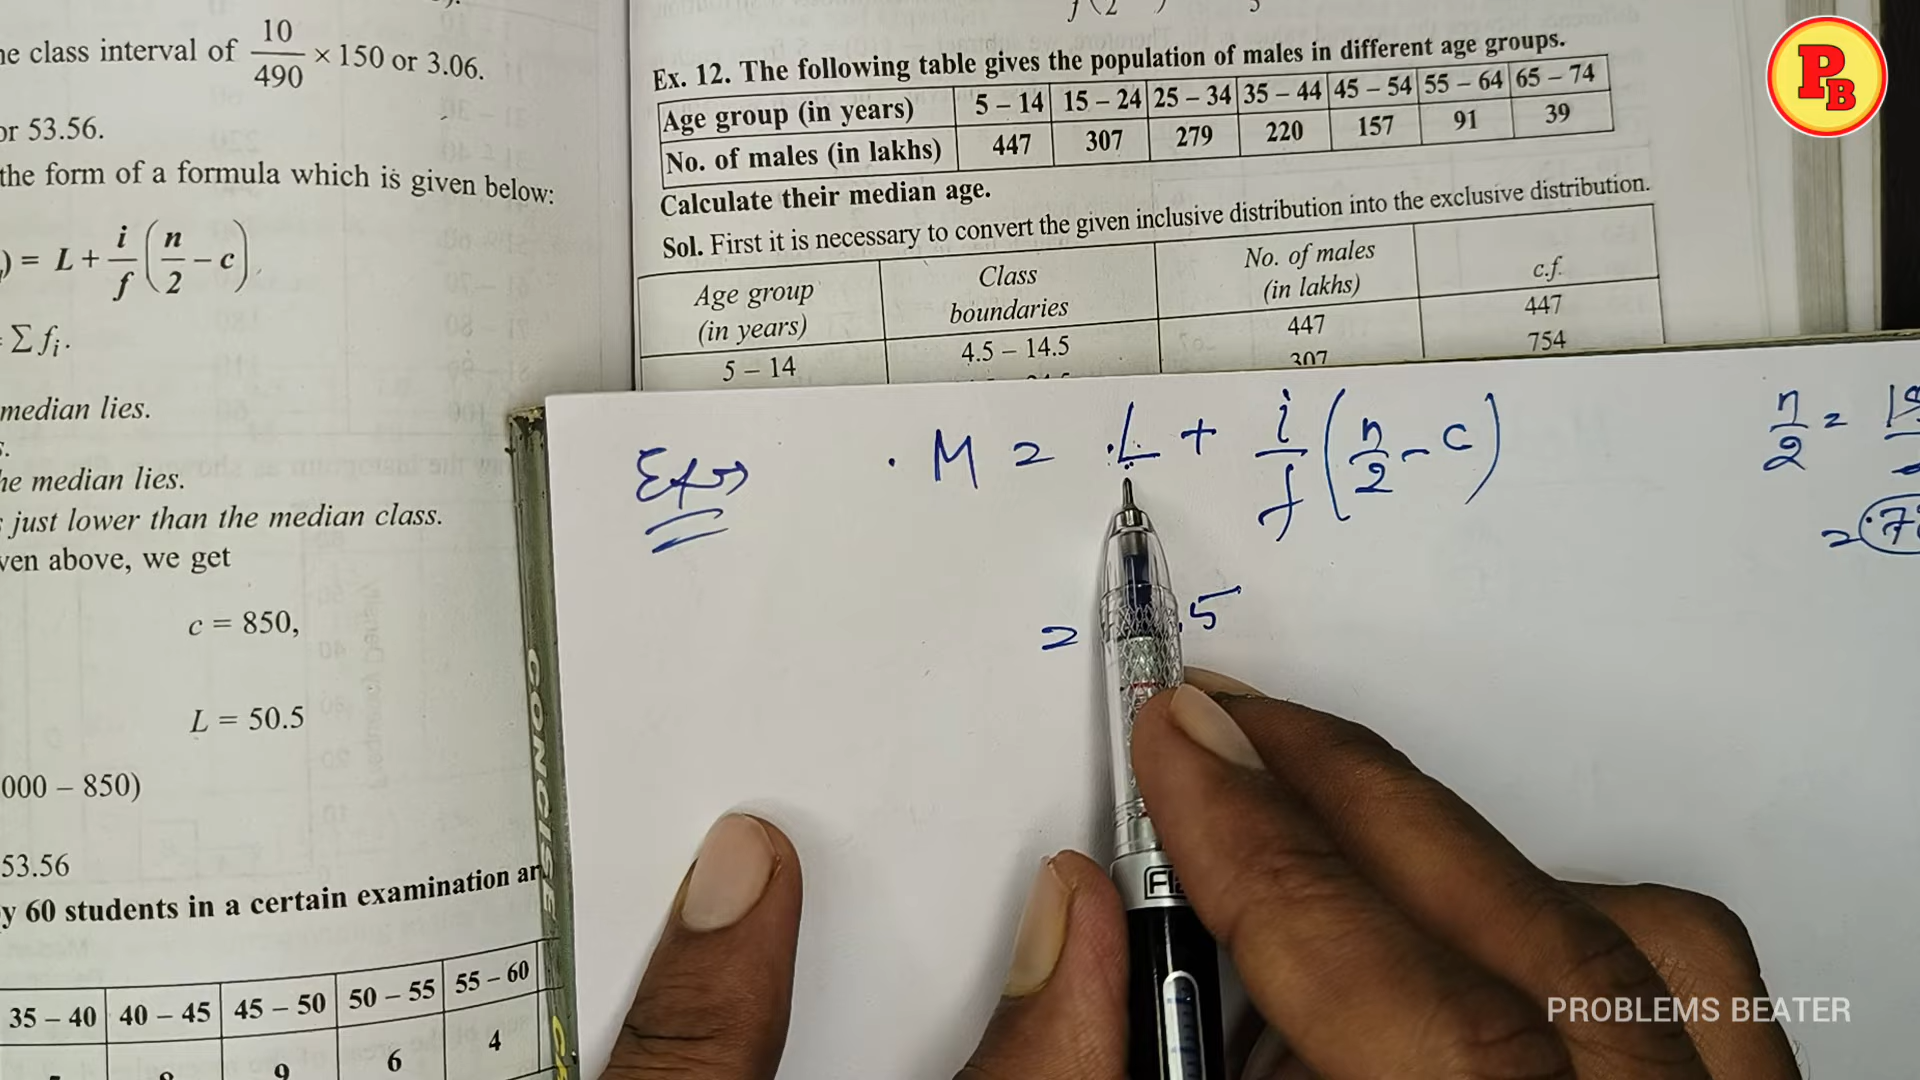 he class interval of 10/490 × 150 or 3.06.
or 53.56.
the form of a formula which is given below:
) = L + i/f (n/2 – c)
Σ fᵢ.
median lies.
he median lies.
just lower than the median class.
ven above, we get
c = 850,
L = 50.5
000 – 850)
53.56
y 60 students in a certain examination ar
35 – 40 40 – 45 45 – 50 50 – 55 55 – 60
9 6 4
Ex. 12. The following table gives the population of males in different age groups.
Age group (in years) 5 – 14 15 – 24 25 – 34 35 – 44 45 – 54 55 – 64 65 – 74
No. of males (in lakhs) 447 307 279 220 157 91 39
Calculate their median age.
Sol. First it is necessary to convert the given inclusive distribution into the exclusive distribution.
Age group (in years) Class boundaries No. of males (in lakhs) c.f.
5 – 14 4.5 – 14.5 447 447
307 754
M = L + i/f (n/2 – c)
= .5
n/2 =
CONCISE
PB
PROBLEMS BEATER